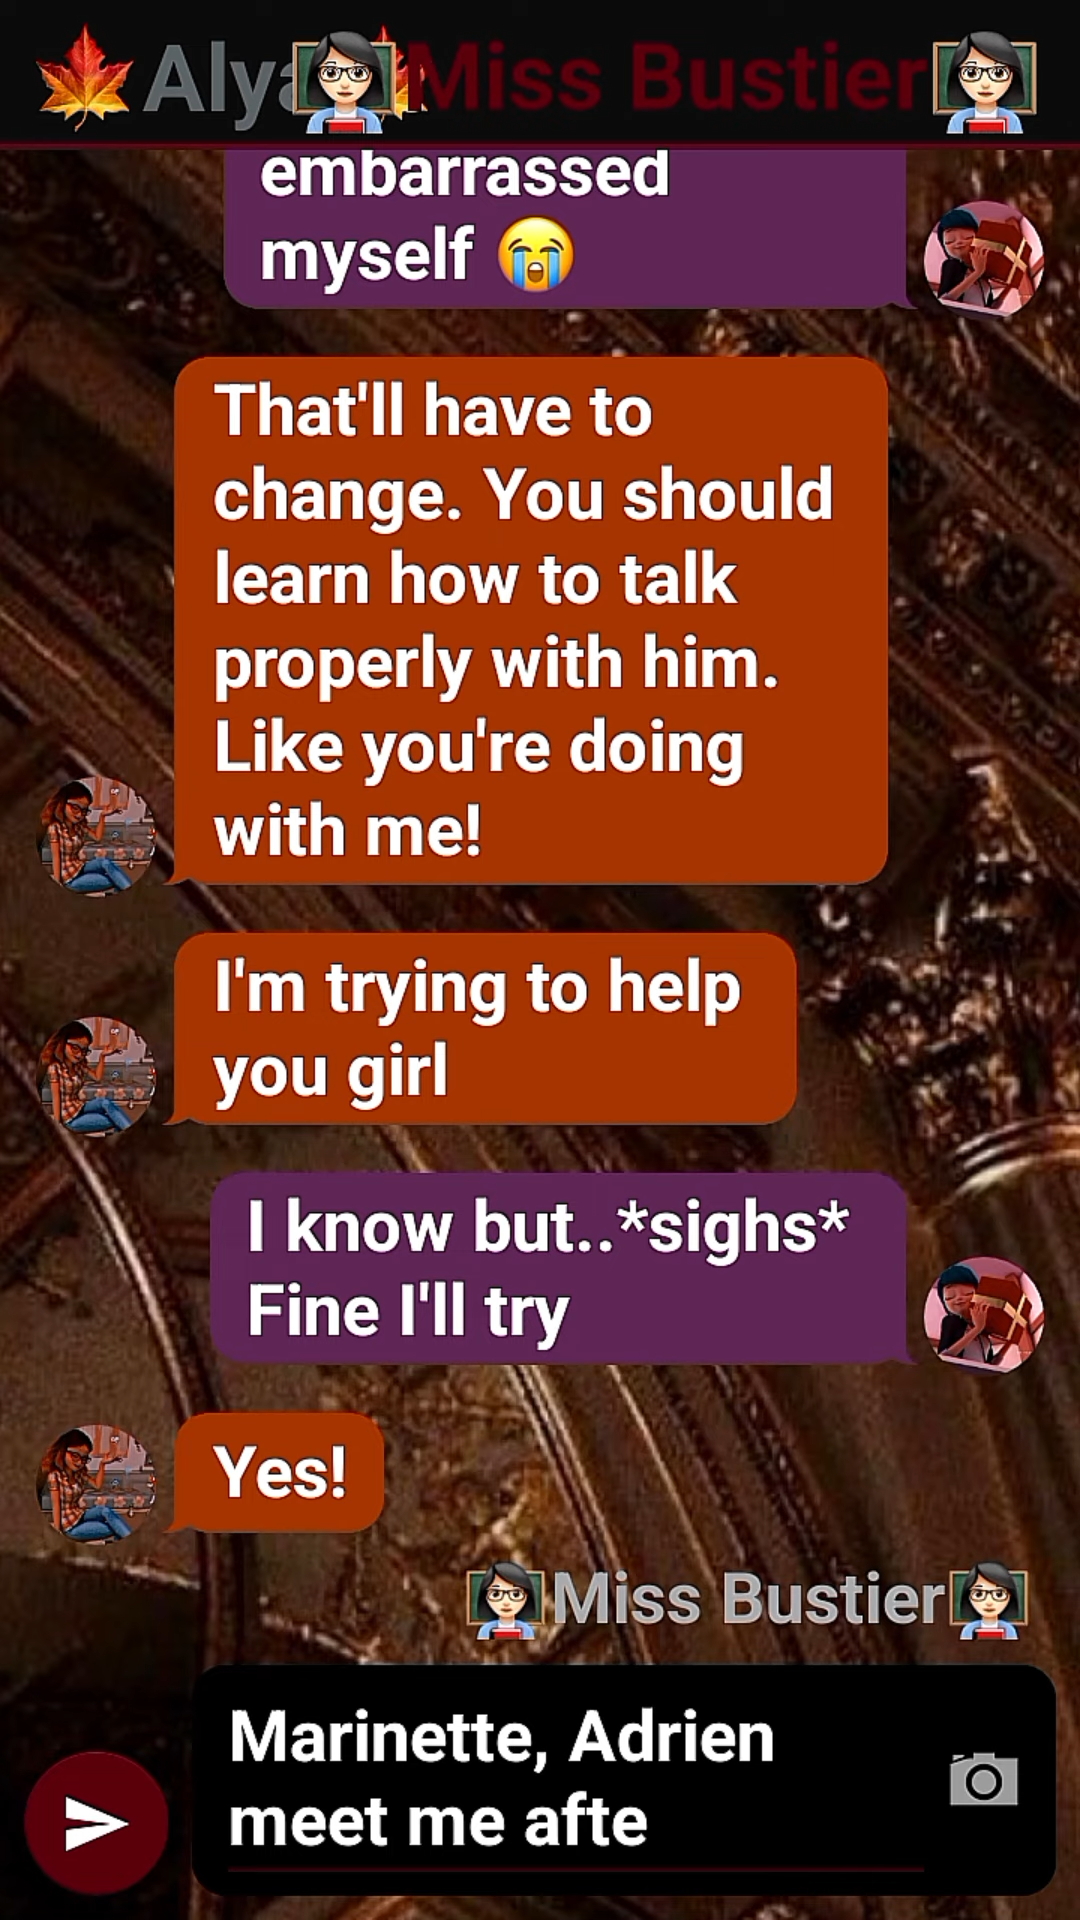 Alya Miss Bustier
embarrassed
myself 😭
That'll have to
change. You should
learn how to talk
properly with him.
Like you're doing
with me!
I'm trying to help
you girl
I know but..*sighs*
Fine I'll try
Yes!
👩🏻‍🏫Miss Bustier👩🏻‍🏫
Marinette, Adrien
meet me afte